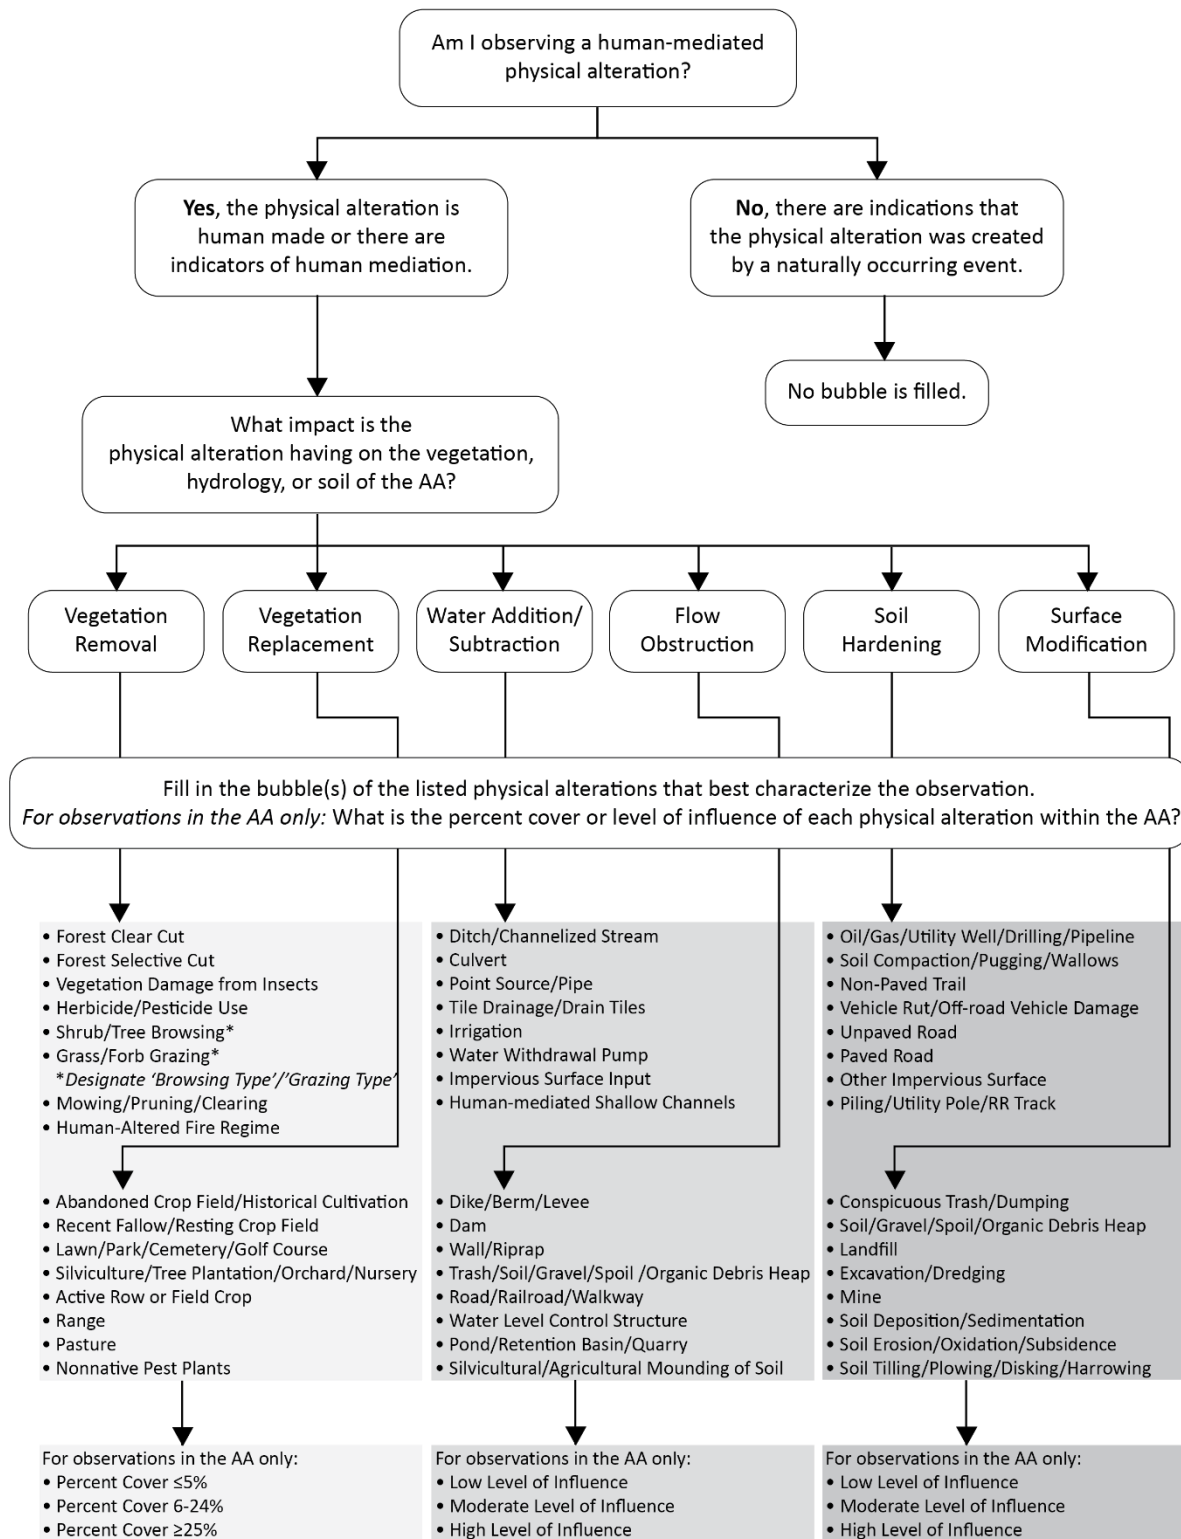 Am I observing a human-mediated
physical alteration?
Yes, the physical alteration is
human made or there are
indicators of human mediation.
No, there are indications that
the physical alteration was created
by a naturally occurring event.
No bubble is filled.
What impact is the
physical alteration having on the vegetation,
hydrology, or soil of the AA?
Vegetation
Removal
Vegetation
Replacement
Water Addition/
Subtraction
Flow
Obstruction
Soil
Hardening
Surface
Modification
Fill in the bubble(s) of the listed physical alterations that best characterize the observation.
For observations in the AA only: What is the percent cover or level of influence of each physical alteration within the AA?
• Forest Clear Cut
• Forest Selective Cut
• Vegetation Damage from Insects
• Herbicide/Pesticide Use
• Shrub/Tree Browsing*
• Grass/Forb Grazing*
*Designate ‘Browsing Type’/’Grazing Type’
• Mowing/Pruning/Clearing
• Human-Altered Fire Regime
• Abandoned Crop Field/Historical Cultivation
• Recent Fallow/Resting Crop Field
• Lawn/Park/Cemetery/Golf Course
• Silviculture/Tree Plantation/Orchard/Nursery
• Active Row or Field Crop
• Range
• Pasture
• Nonnative Pest Plants
For observations in the AA only:
• Percent Cover ≤5%
• Percent Cover 6-24%
• Percent Cover ≥25%
• Ditch/Channelized Stream
• Culvert
• Point Source/Pipe
• Tile Drainage/Drain Tiles
• Irrigation
• Water Withdrawal Pump
• Impervious Surface Input
• Human-mediated Shallow Channels
• Dike/Berm/Levee
• Dam
• Wall/Riprap
• Trash/Soil/Gravel/Spoil /Organic Debris Heap
• Road/Railroad/Walkway
• Water Level Control Structure
• Pond/Retention Basin/Quarry
• Silvicultural/Agricultural Mounding of Soil
For observations in the AA only:
• Low Level of Influence
• Moderate Level of Influence
• High Level of Influence
• Oil/Gas/Utility Well/Drilling/Pipeline
• Soil Compaction/Pugging/Wallows
• Non-Paved Trail
• Vehicle Rut/Off-road Vehicle Damage
• Unpaved Road
• Paved Road
• Other Impervious Surface
• Piling/Utility Pole/RR Track
• Conspicuous Trash/Dumping
• Soil/Gravel/Spoil/Organic Debris Heap
• Landfill
• Excavation/Dredging
• Mine
• Soil Deposition/Sedimentation
• Soil Erosion/Oxidation/Subsidence
• Soil Tilling/Plowing/Disking/Harrowing
For observations in the AA only:
• Low Level of Influence
• Moderate Level of Influence
• High Level of Influence